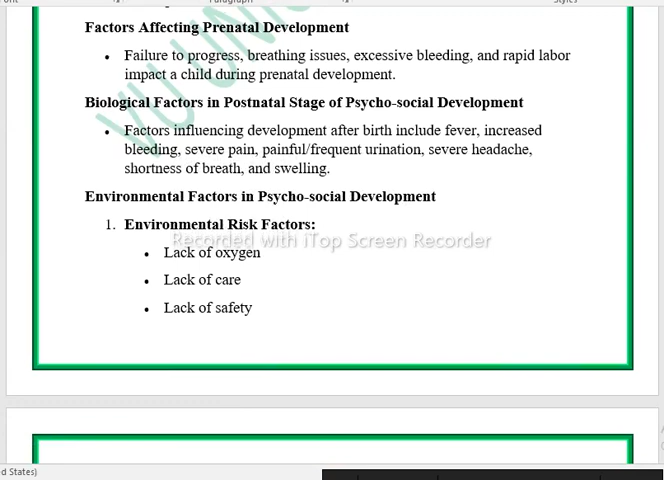 Paragraph
Styles
Factors Affecting Prenatal Development
• Failure to progress, breathing issues, excessive bleeding, and rapid labor
impact a child during prenatal development.
Biological Factors in Postnatal Stage of Psycho-social Development
• Factors influencing development after birth include fever, increased
bleeding, severe pain, painful/frequent urination, severe headache,
shortness of breath, and swelling.
Environmental Factors in Psycho-social Development
1. Environmental Risk Factors:
Recorded with iTop Screen Recorder
• Lack of oxygen
• Lack of care
• Lack of safety
d States)